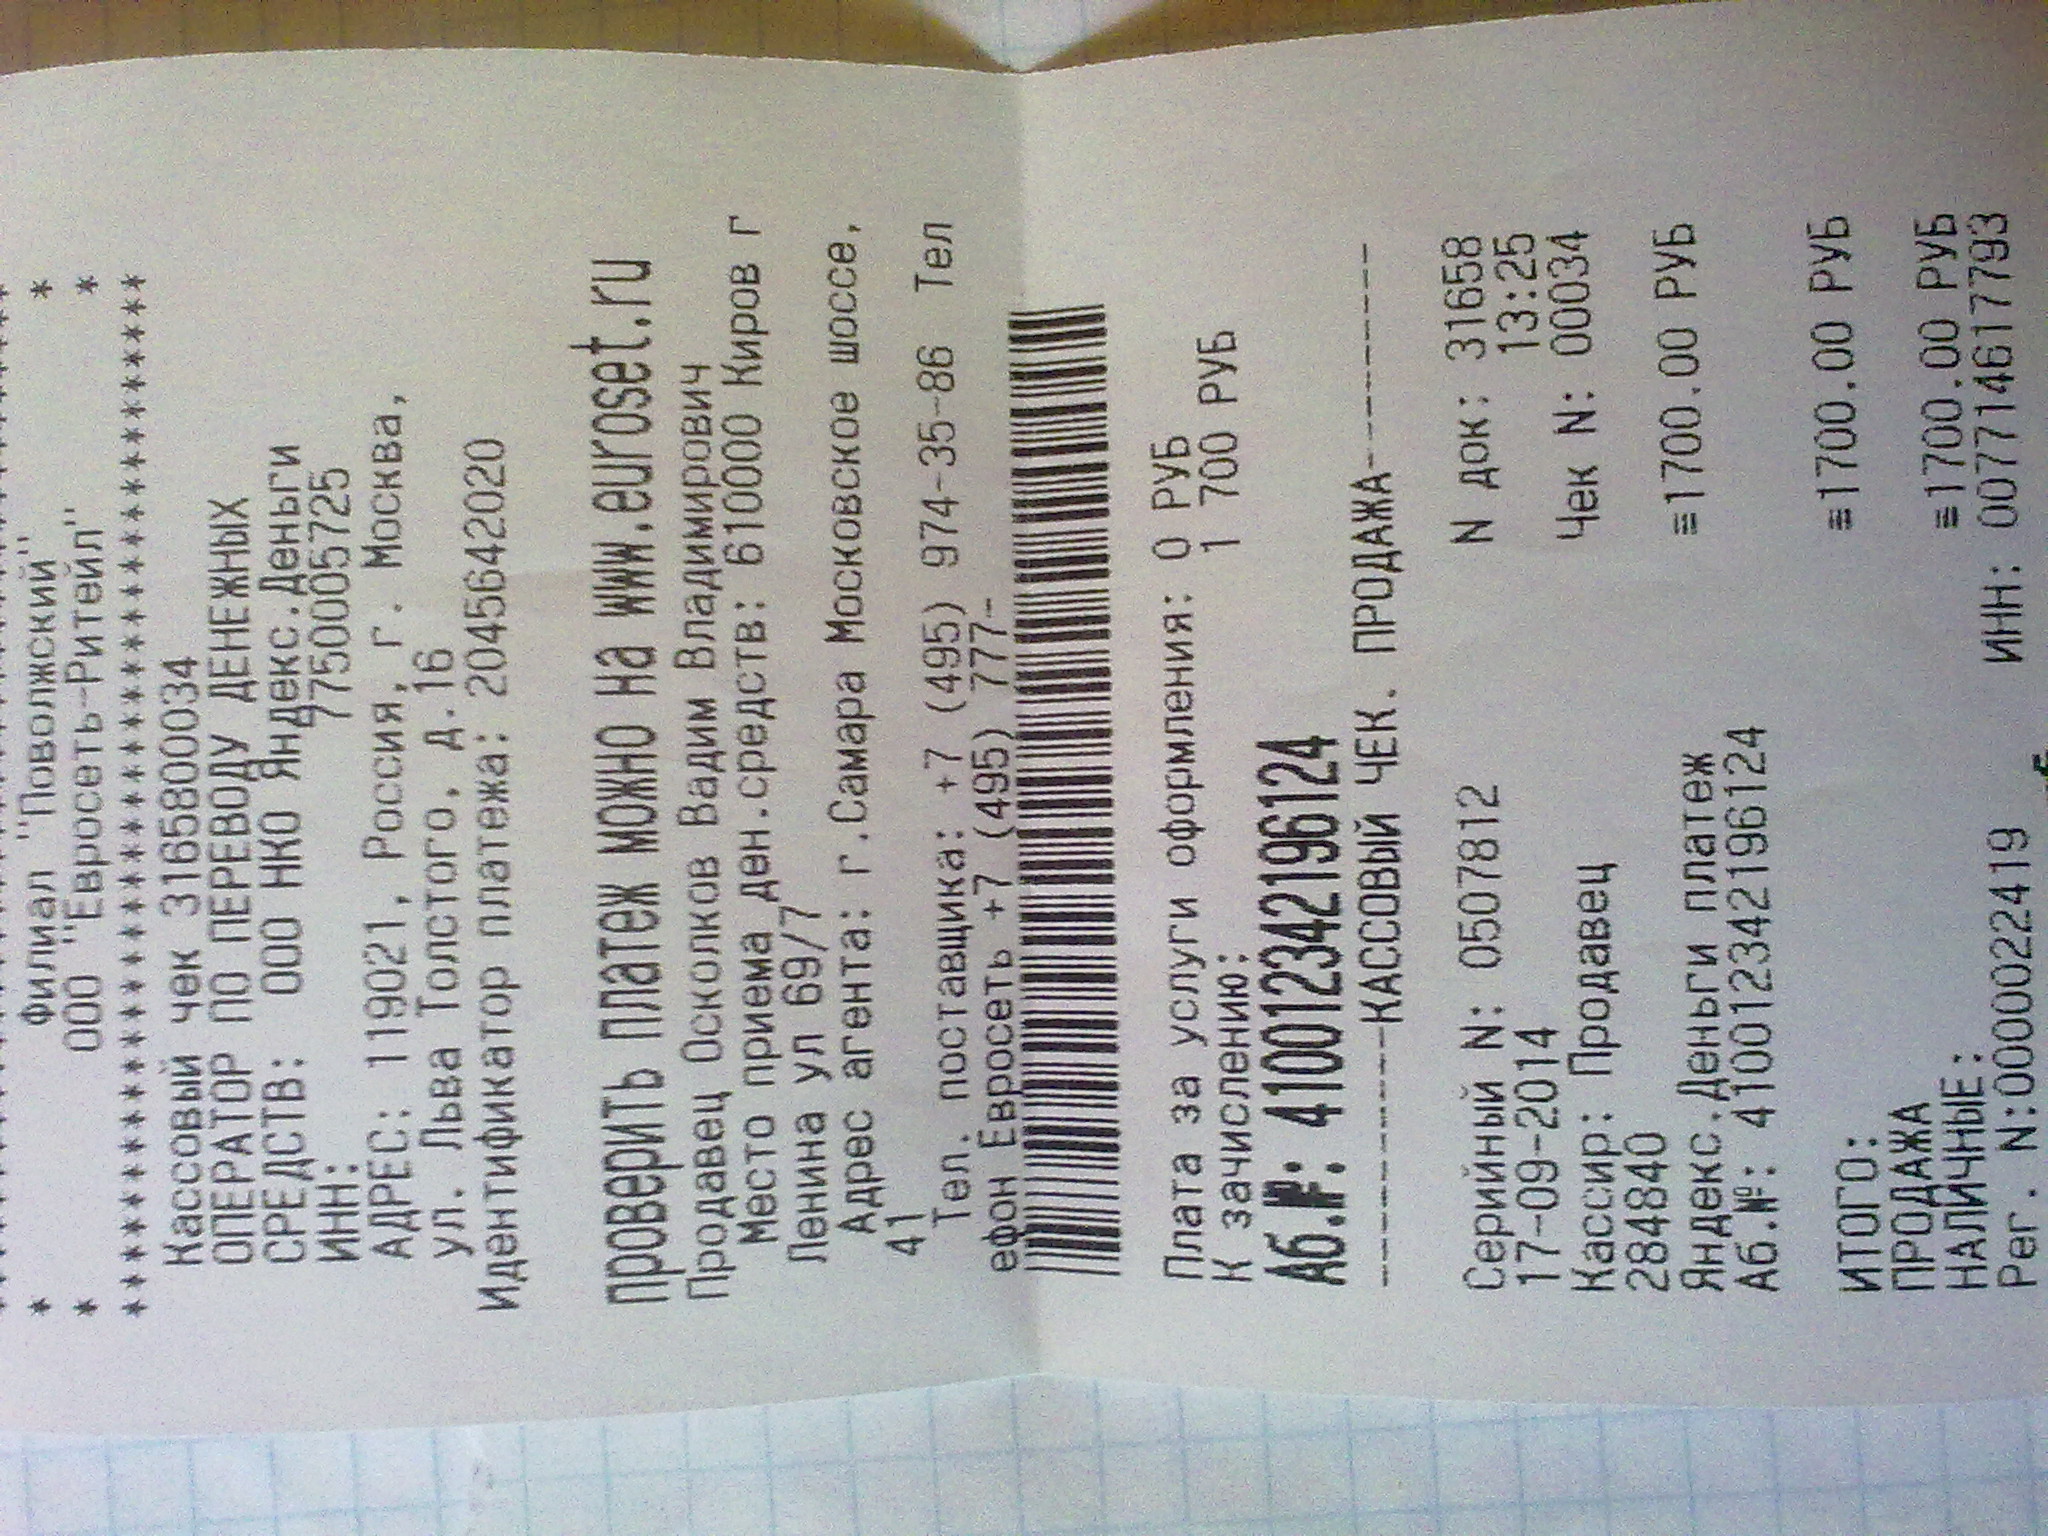 * Филиал "Поволжский" *
* ООО "Евросеть-Ритейл" *
*****************************
Кассовый чек 3165800034
ОПЕРАТОР ПО ПЕРЕВОДУ ДЕНЕЖНЫХ
СРЕДСТВ: ООО НКО Яндекс.Деньги
ИНН: 7750005725
АДРЕС: 119021, Россия, г. Москва,
ул. Льва Толстого, д.16
Идентификатор платежа: 2045642020
ПРОВЕРИТЬ ПЛАТЕЖ МОЖНО НА www.euroset.ru
Продавец Осколков Вадим Владимирович
Место приема ден.средств: 610000 Киров г
Ленина ул 69/7
Адрес агента: г.Самара Московское шоссе,
41
Тел. поставщика: +7 (495) 974-35-86 Тел
ефон Евросеть +7 (495) 777-
Плата за услуги оформления: 0 РУБ
К зачислению: 1 700 РУБ
Аб.№: 410012342196124
--------КАССОВЫЙ ЧЕК. ПРОДАЖА--------
Серийный N: 0507812 N док: 31658
17-09-2014 13:25
Кассир: Продавец Чек N: 00034
284840
Яндекс.Деньги платеж ≡1700.00 РУБ
Аб.№: 410012342196124
ИТОГО: ≡1700.00 РУБ
ПРОДАЖА
НАЛИЧНЫЕ: ≡1700.00 РУБ
Рег. N:000002241​9 ИНН: 007714617793